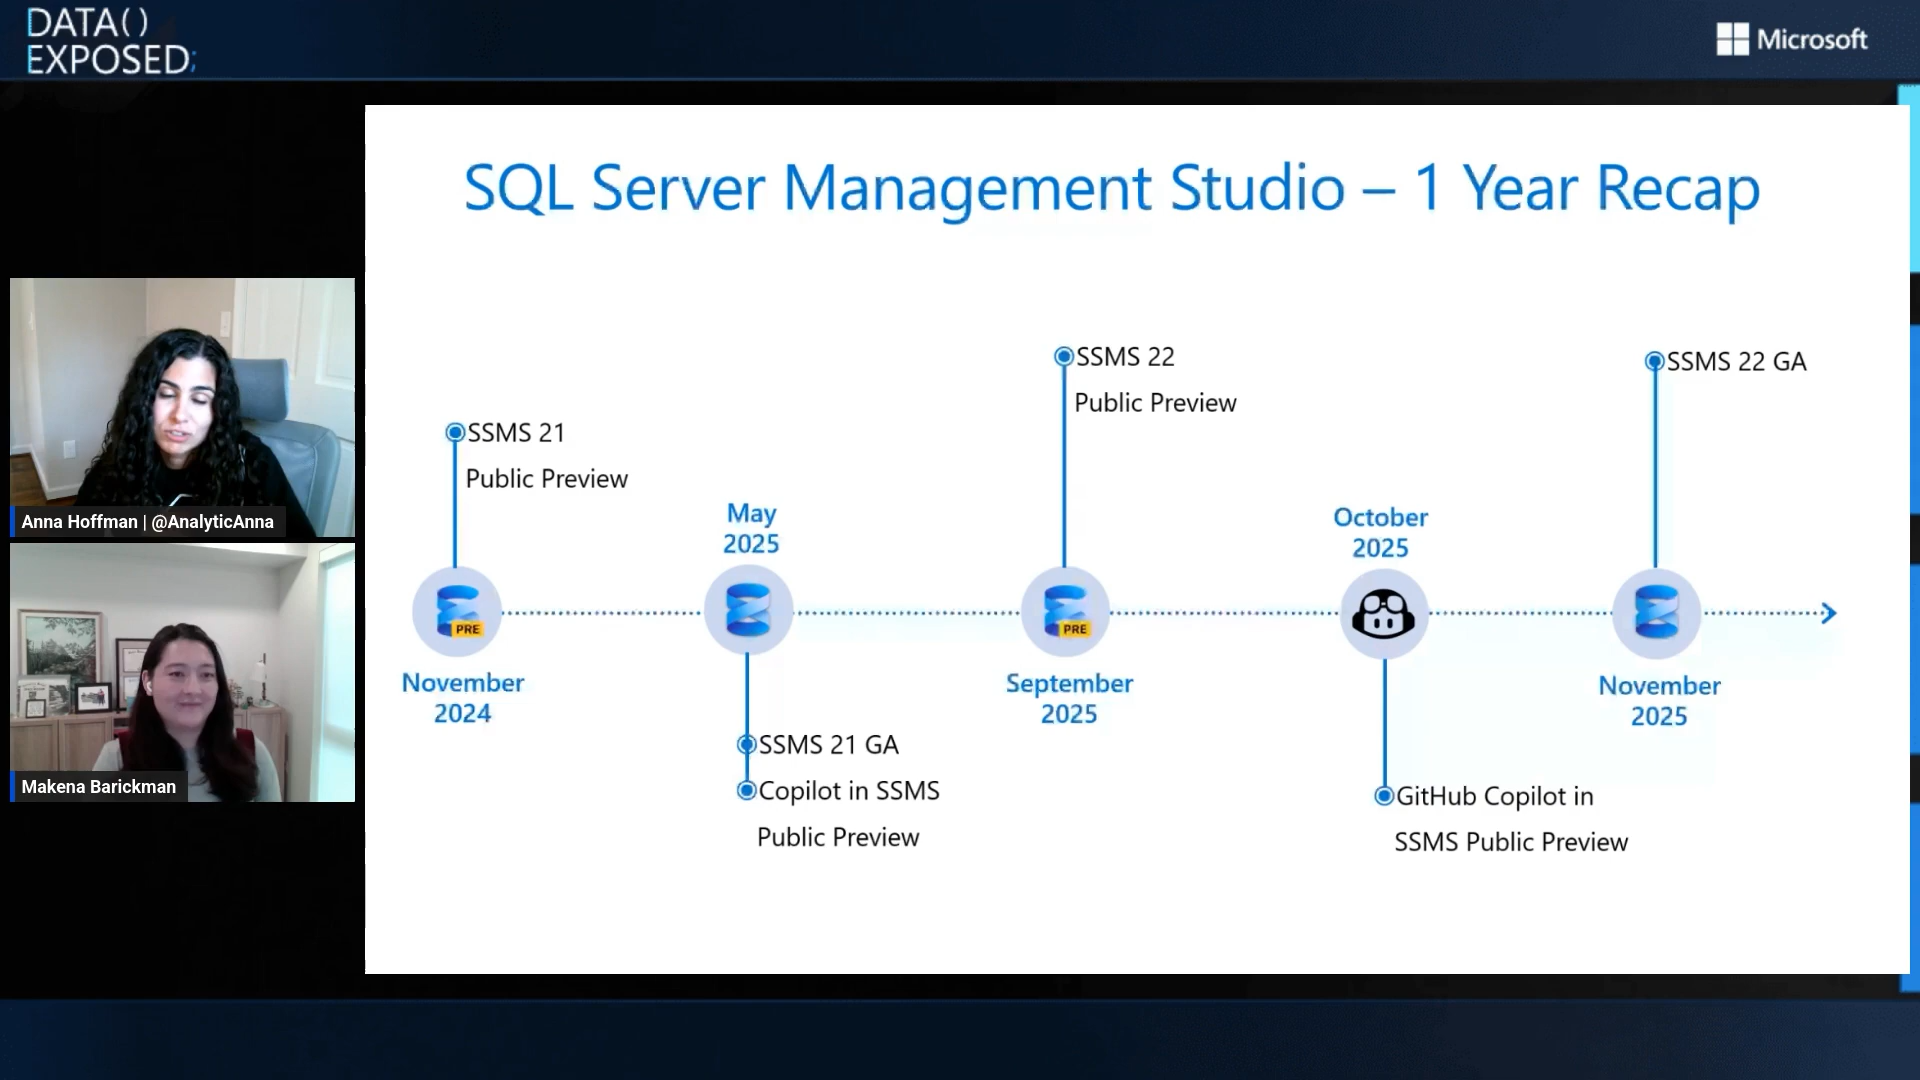 DATA()
EXPOSED;
Microsoft
SQL Server Management Studio – 1 Year Recap
SSMS 21
Public Preview
November
2024
May
2025
SSMS 21 GA
Copilot in SSMS
Public Preview
SSMS 22
Public Preview
September
2025
October
2025
GitHub Copilot in
SSMS Public Preview
SSMS 22 GA
November
2025
PRE
PRE
Anna Hoffman | @AnalyticAnna
Makena Barickman